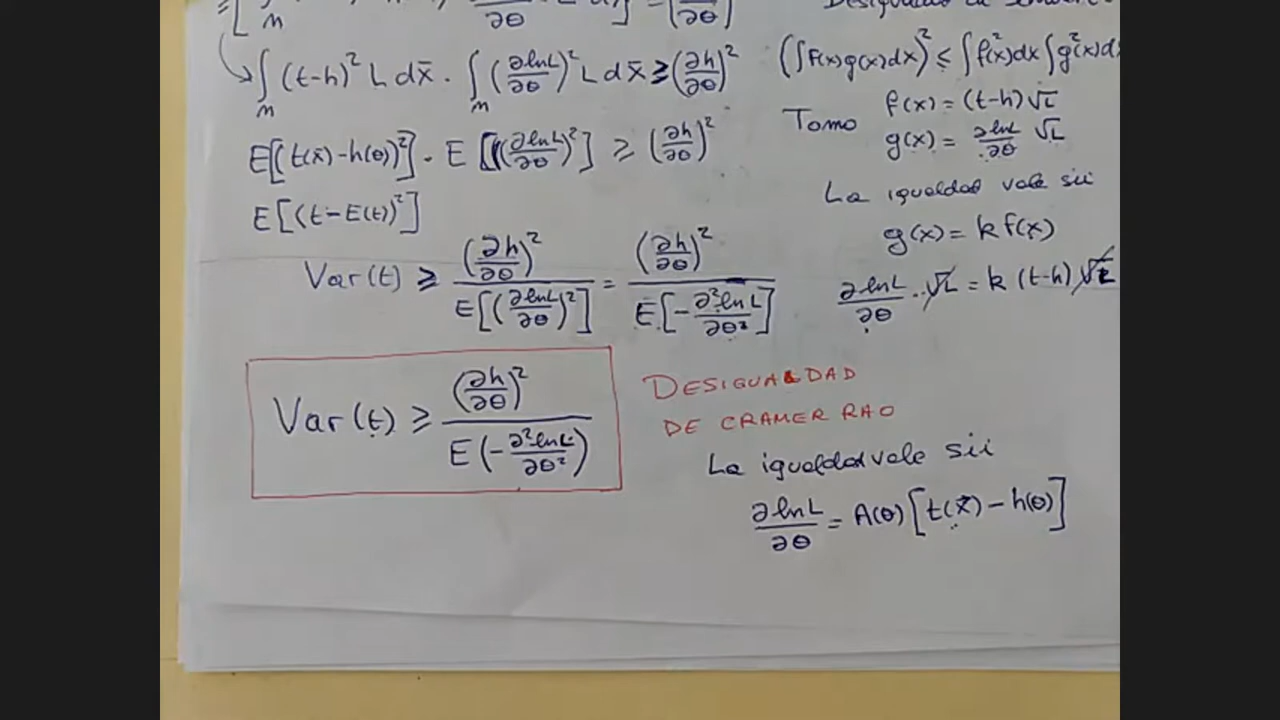 ∂θ ∂θ
∫ₘ (t-h)² L dx̄ · ∫ₘ (∂lnL/∂θ)² L dx̄ ≥ (∂h/∂θ)²
E[(t(x̄)-h(θ))²] · E[(∂lnL/∂θ)²] ≥ (∂h/∂θ)²
E[(t-E(t))²]
Var(t) ≥ (∂h/∂θ)² / E[(∂lnL/∂θ)²] = (∂h/∂θ)² / E[-∂²lnL/∂θ²]
Var(t) ≥ (∂h/∂θ)² / E(-∂²lnL/∂θ²)
(∫f(x)g(x)dx)² ≤ ∫f²(x)dx ∫g²(x)d
Tomo f(x) = (t-h)√L
g(x) = ∂lnL/∂θ √L
La igualdad vale sii
g(x) = k f(x)
∂lnL/∂θ · √L = k (t-h) √L
DESIGUALDAD
DE CRAMER RAO
La igualdad vale sii
∂lnL/∂θ = A(θ) [t(x̄) - h(θ)]